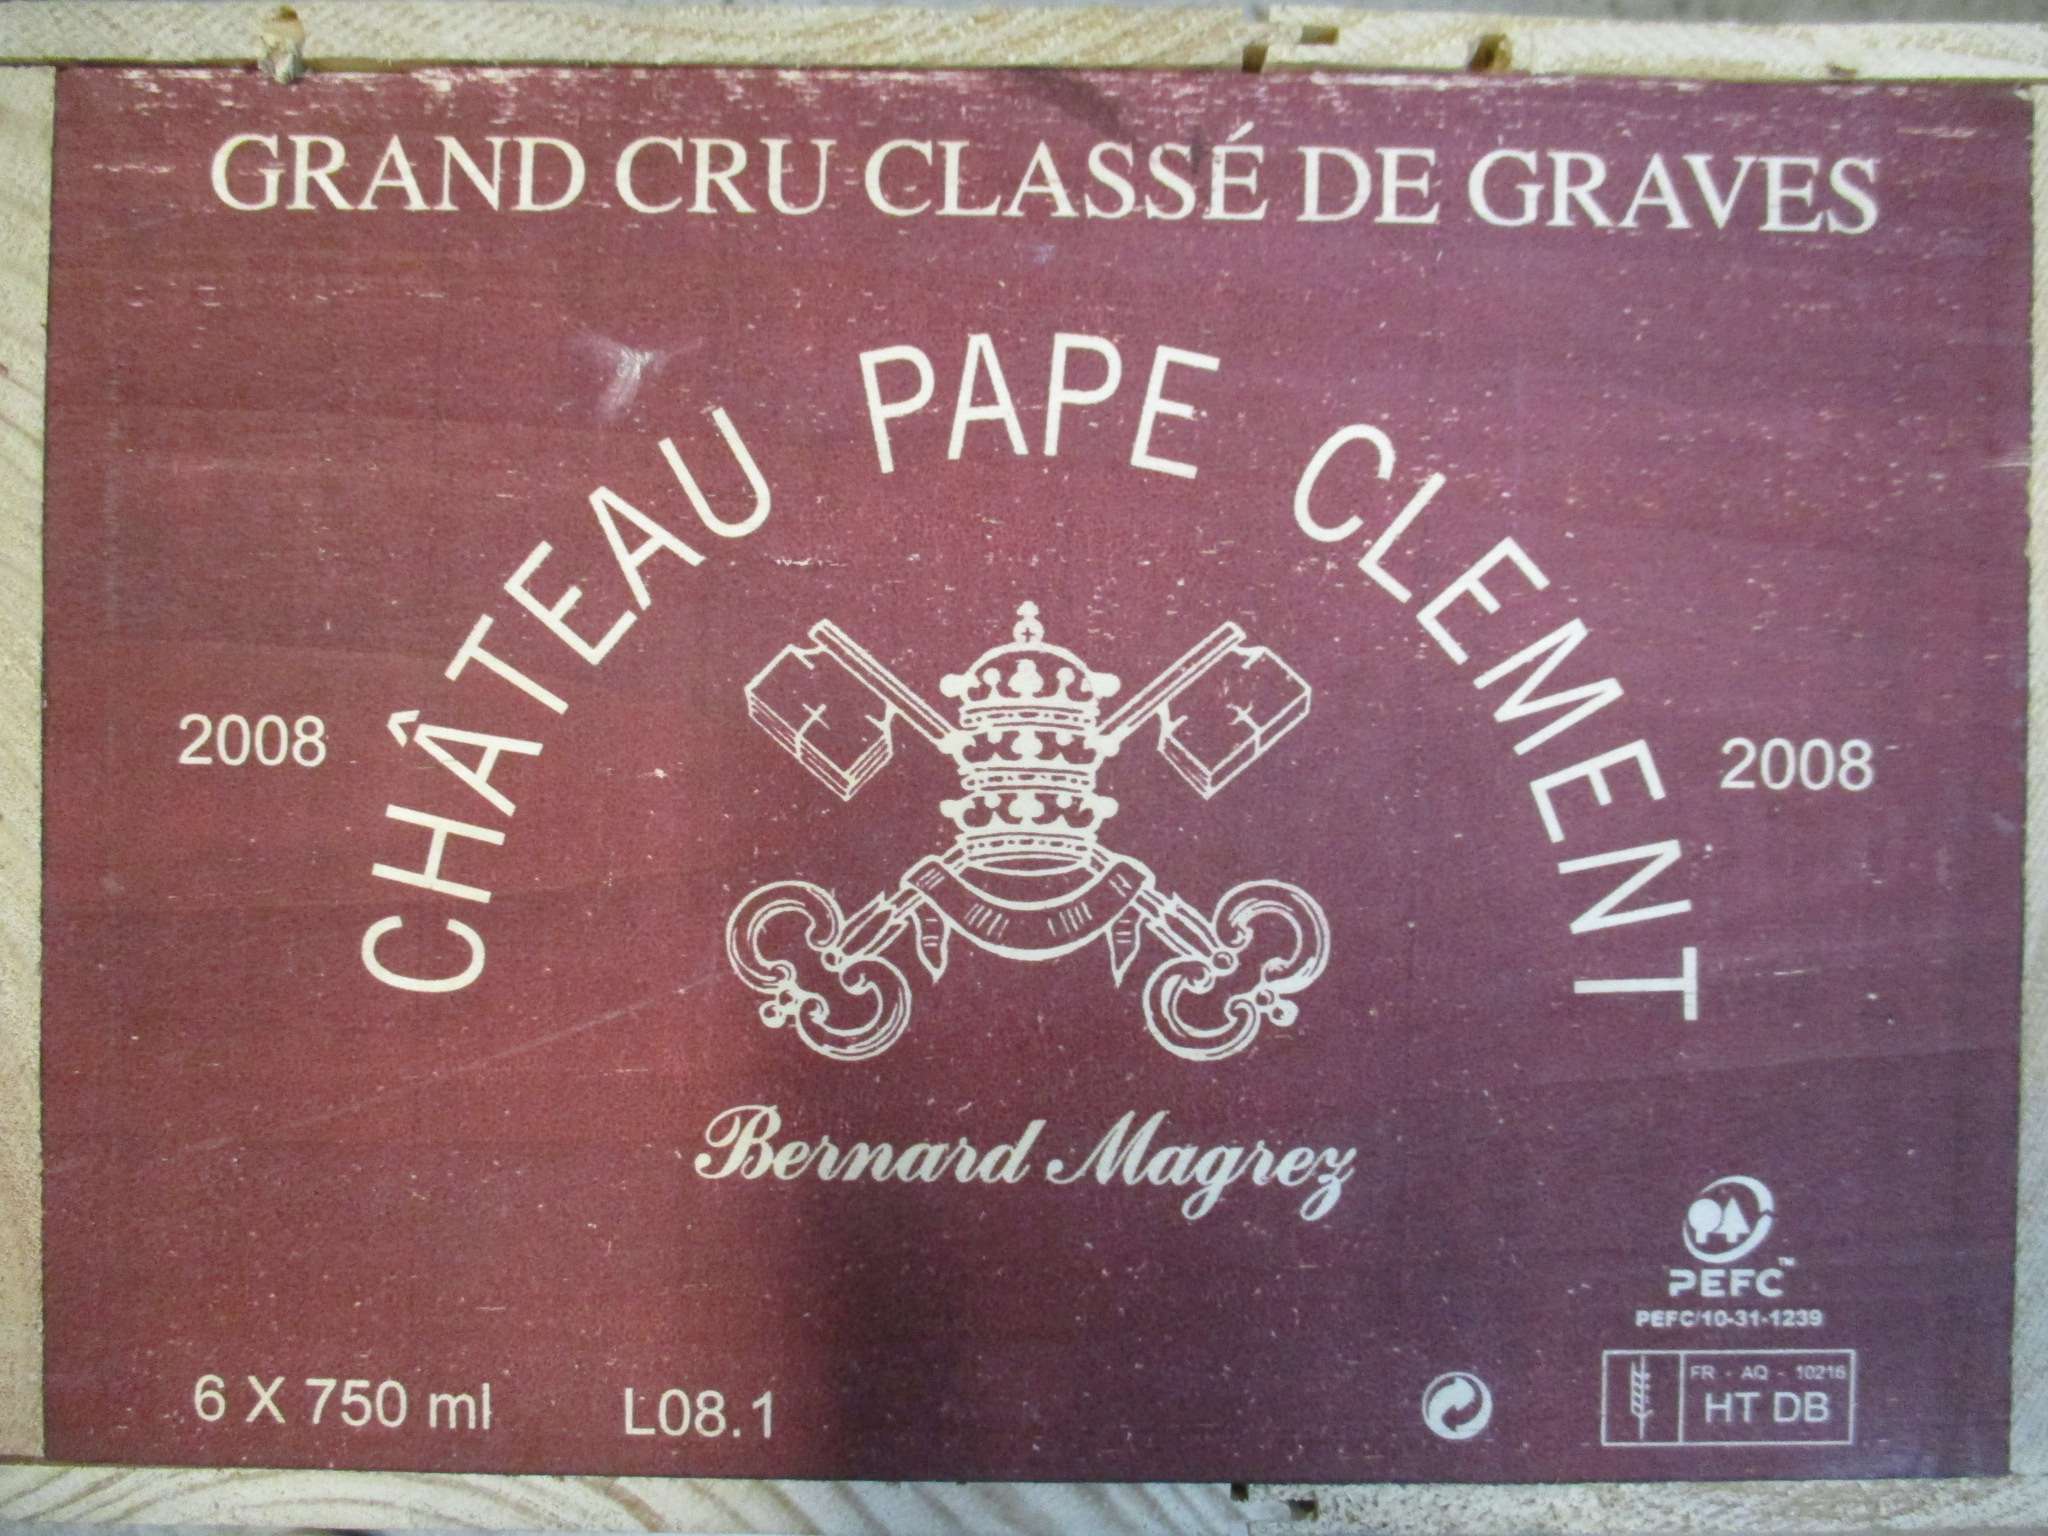 GRAND CRU CLASSÉ DE GRAVES
CHÂTEAU PAPE CLEMENT
2008
2008
Bernard Magrez
PEFC™
PEFC/10-31-1239
6 X 750 ml
L08.1
FR - AQ - 10216
HT DB